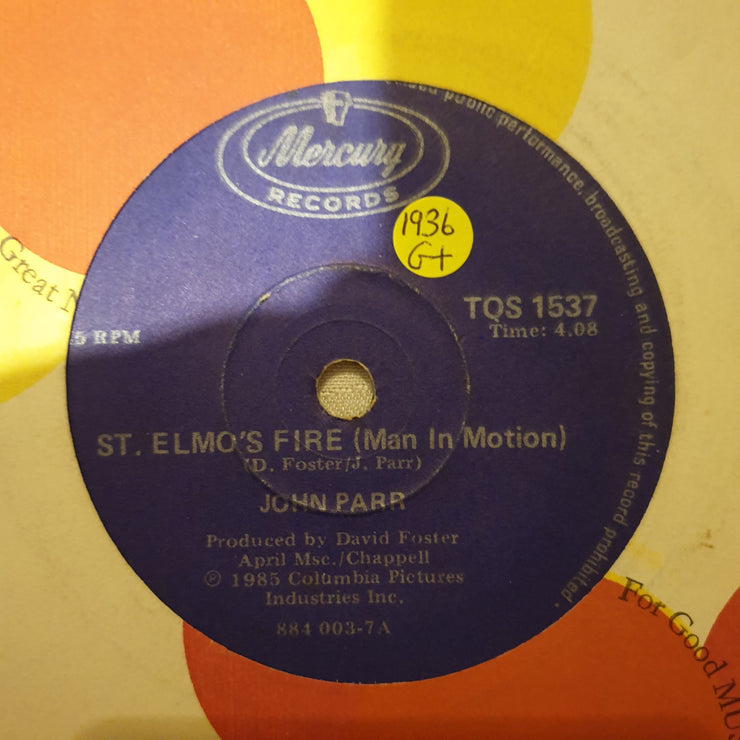 Mercury
RECORDS
1936
G+
TOS 1537
Time: 4.08
RPM
ST. ELMO'S FIRE (Man In Motion)
(D. Foster/J. Parr)
JOHN PARR
Produced by David Foster
April Msc./Chappell
℗ 1985 Columbia Pictures
Industries Inc.
884 003-7A
public performance, broadcasting and copying of this record prohibited •
Great
For Good